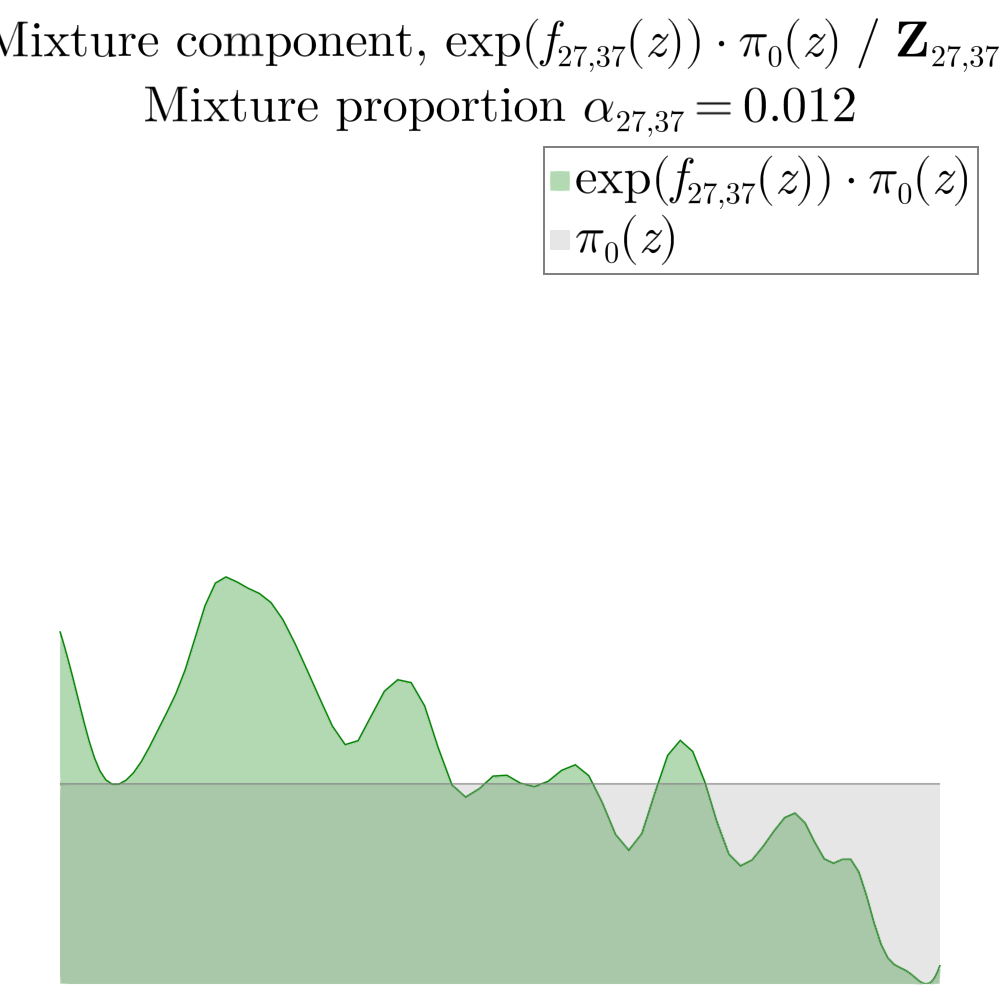 Mixture component, exp(f₂₇,₃₇(z)) · π₀(z) / 𝐙₂₇,₃₇
Mixture proportion α₂₇,₃₇ = 0.012
exp(f₂₇,₃₇(z)) · π₀(z)
π₀(z)